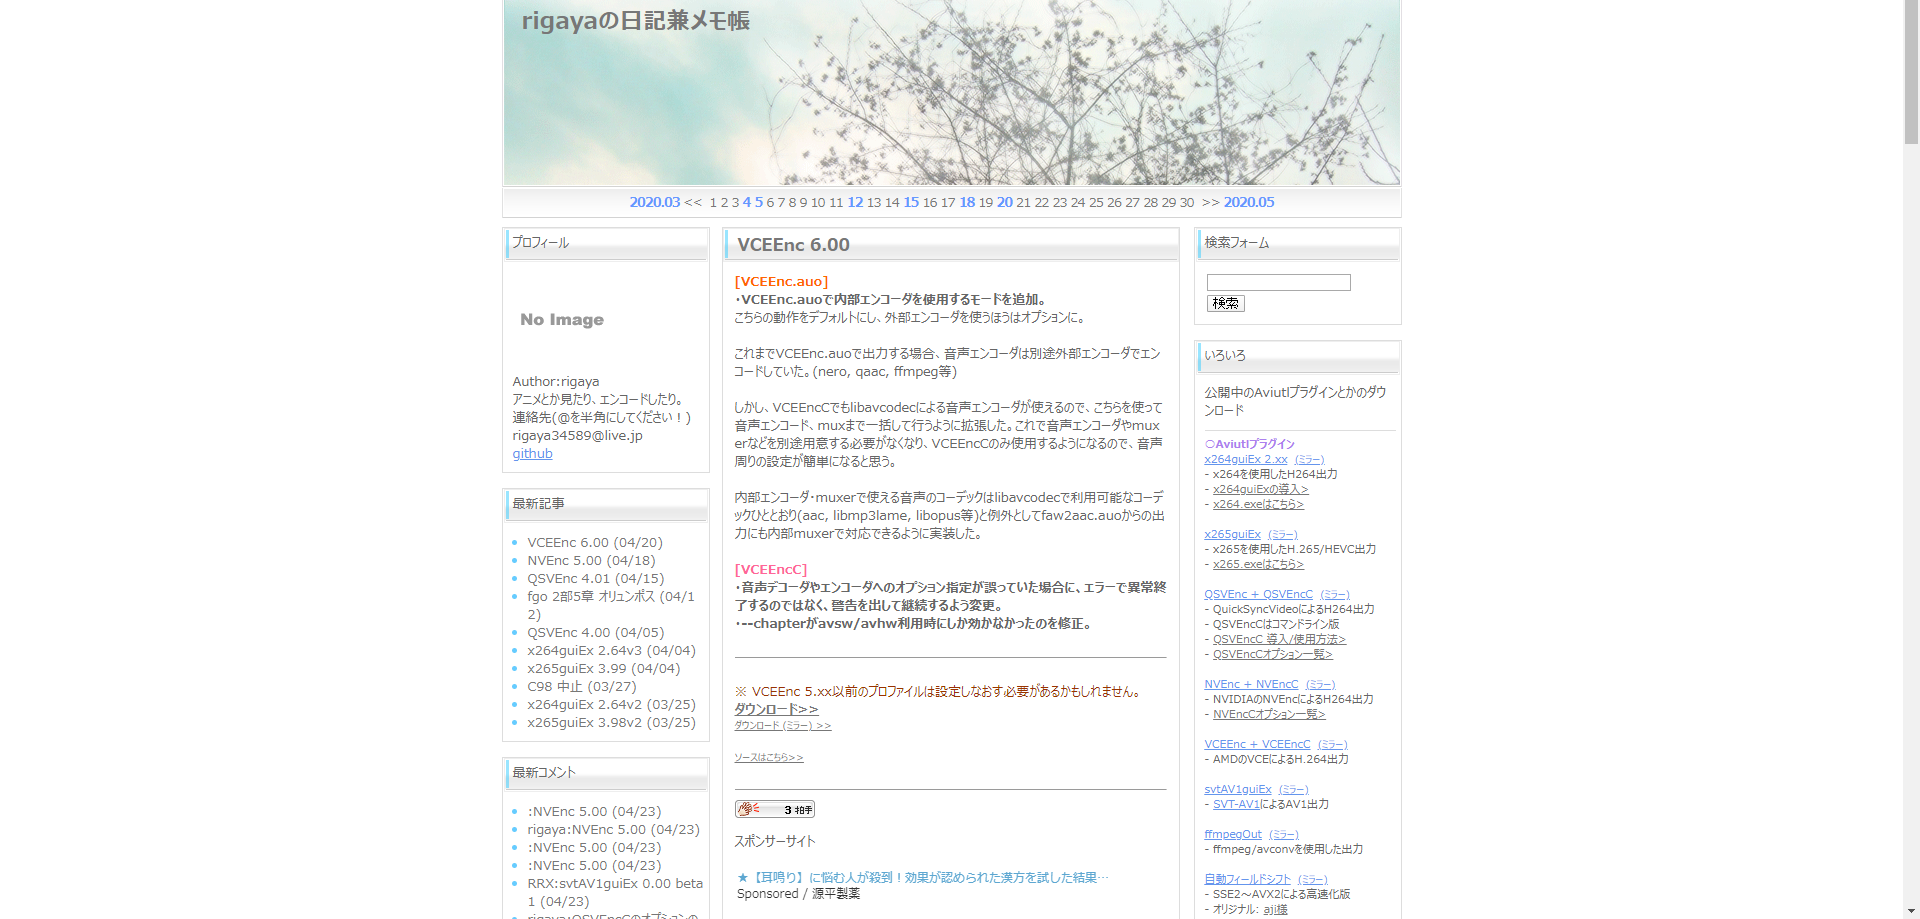 rigayaの日記兼メモ帳
2020.03 << 1 2 3 4 5 6 7 8 9 10 11 12 13 14 15 16 17 18 19 20 21 22 23 24 25 26 27 28 29 30 >> 2020.05
プロフィール
No Image
Author:rigaya
アニメとか見たり、エンコードしたり。
連絡先(@を半角にしてください！)
rigaya34589@live.jp
github
最新記事
VCEEnc 6.00 (04/20)
NVEnc 5.00 (04/18)
QSVEnc 4.01 (04/15)
fgo 2部5章 オリュンポス (04/1
2)
QSVEnc 4.00 (04/05)
x264guiEx 2.64v3 (04/04)
x265guiEx 3.99 (04/04)
C98 中止 (03/27)
x264guiEx 2.64v2 (03/25)
x265guiEx 3.98v2 (03/25)
最新コメント
:NVEnc 5.00 (04/23)
rigaya:NVEnc 5.00 (04/23)
:NVEnc 5.00 (04/23)
:NVEnc 5.00 (04/23)
RRX:svtAV1guiEx 0.00 beta
1 (04/23)
rigaya:QSVEncCのオプションの
VCEEnc 6.00
[VCEEnc.auo]
・VCEEnc.auoで内部エンコーダを使用するモードを追加。
こちらの動作をデフォルトにし、外部エンコーダを使うほうはオプションに。
これまでVCEEnc.auoで出力する場合、音声エンコーダは別途外部エンコーダでエン
コードしていた。(nero, qaac, ffmpeg等)
しかし、VCEEncCでもlibavcodecによる音声エンコーダが使えるので、こちらを使って
音声エンコード、muxまで一括して行うように拡張した。これで音声エンコーダやmux
erなどを別途用意する必要がなくなり、VCEEncCのみ使用するようになるので、音声
周りの設定が簡単になると思う。
内部エンコーダ・muxerで使える音声のコーデックはlibavcodecで利用可能なコーデ
ックひととおり(aac, libmp3lame, libopus等)と例外としてfaw2aac.auoからの出
力にも内部muxerで対応できるように実装した。
[VCEEncC]
・音声デコーダやエンコーダへのオプション指定が誤っていた場合に、エラーで異常終
了するのではなく、警告を出して継続するよう変更。
・--chapterがavsw/avhw利用時にしか効かなかったのを修正。
※ VCEEnc 5.xx以前のプロファイルは設定しなおす必要があるかもしれません。
ダウンロード>>
ダウンロード (ミラー) >>
ソースはこちら>>
3 拍手
スポンサーサイト
★【耳鳴り】に悩む人が殺到！効果が認められた漢方を試した結果…
Sponsored / 源平製薬
検索フォーム
検索
いろいろ
公開中のAviutlプラグインとかのダウ
ンロード
○Aviutlプラグイン
x264guiEx 2.xx (ミラー)
- x264を使用したH264出力
- x264guiExの導入>
- x264.exeはこちら>
x265guiEx (ミラー)
- x265を使用したH.265/HEVC出力
- x265.exeはこちら>
QSVEnc + QSVEncC (ミラー)
- QuickSyncVideoによるH264出力
- QSVEncCはコマンドライン版
- QSVEncC 導入/使用方法>
- QSVEncCオプション一覧>
NVEnc + NVEncC (ミラー)
- NVIDIAのNVEncによるH264出力
- NVEncCオプション一覧>
VCEEnc + VCEEncC (ミラー)
- AMDのVCEによるH.264出力
svtAV1guiEx (ミラー)
- SVT-AV1によるAV1出力
ffmpegOut (ミラー)
- ffmpeg/avconvを使用した出力
自動フィールドシフト (ミラー)
- SSE2～AVX2による高速化版
- オリジナル: aji様